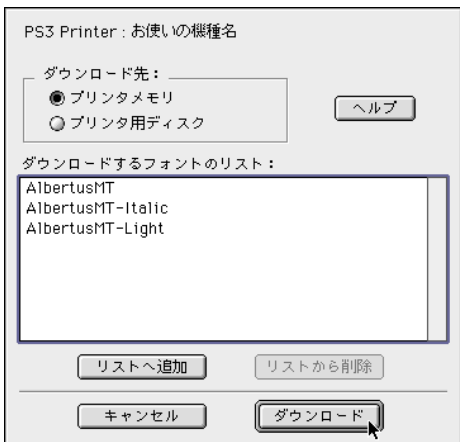 PS3 Printer : お使いの機種名
ダウンロード先：
プリンタメモリ
プリンタ用ディスク
ヘルプ
ダウンロードするフォントのリスト：
AlbertusMT
AlbertusMT-Italic
AlbertusMT-Light
リストへ追加
リストから削除
キャンセル
ダウンロード